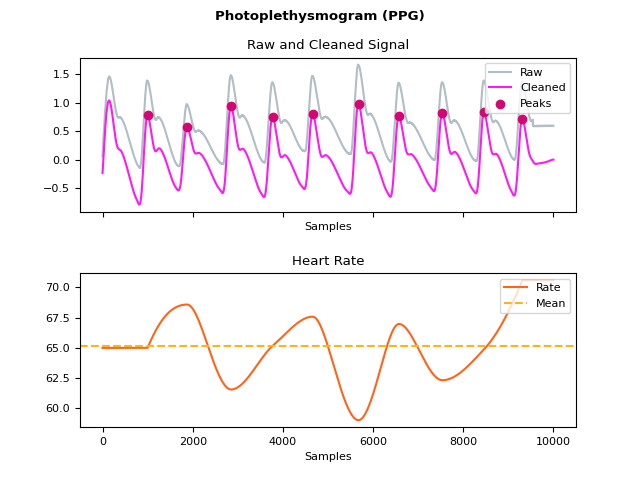 Photoplethysmogram (PPG)
Raw and Cleaned Signal
Raw
Cleaned
Peaks
1.5
1.0
0.5
0.0
−0.5
Samples
Heart Rate
Rate
Mean
70.0
67.5
65.0
62.5
60.0
0 2000 4000 6000 8000 10000
Samples